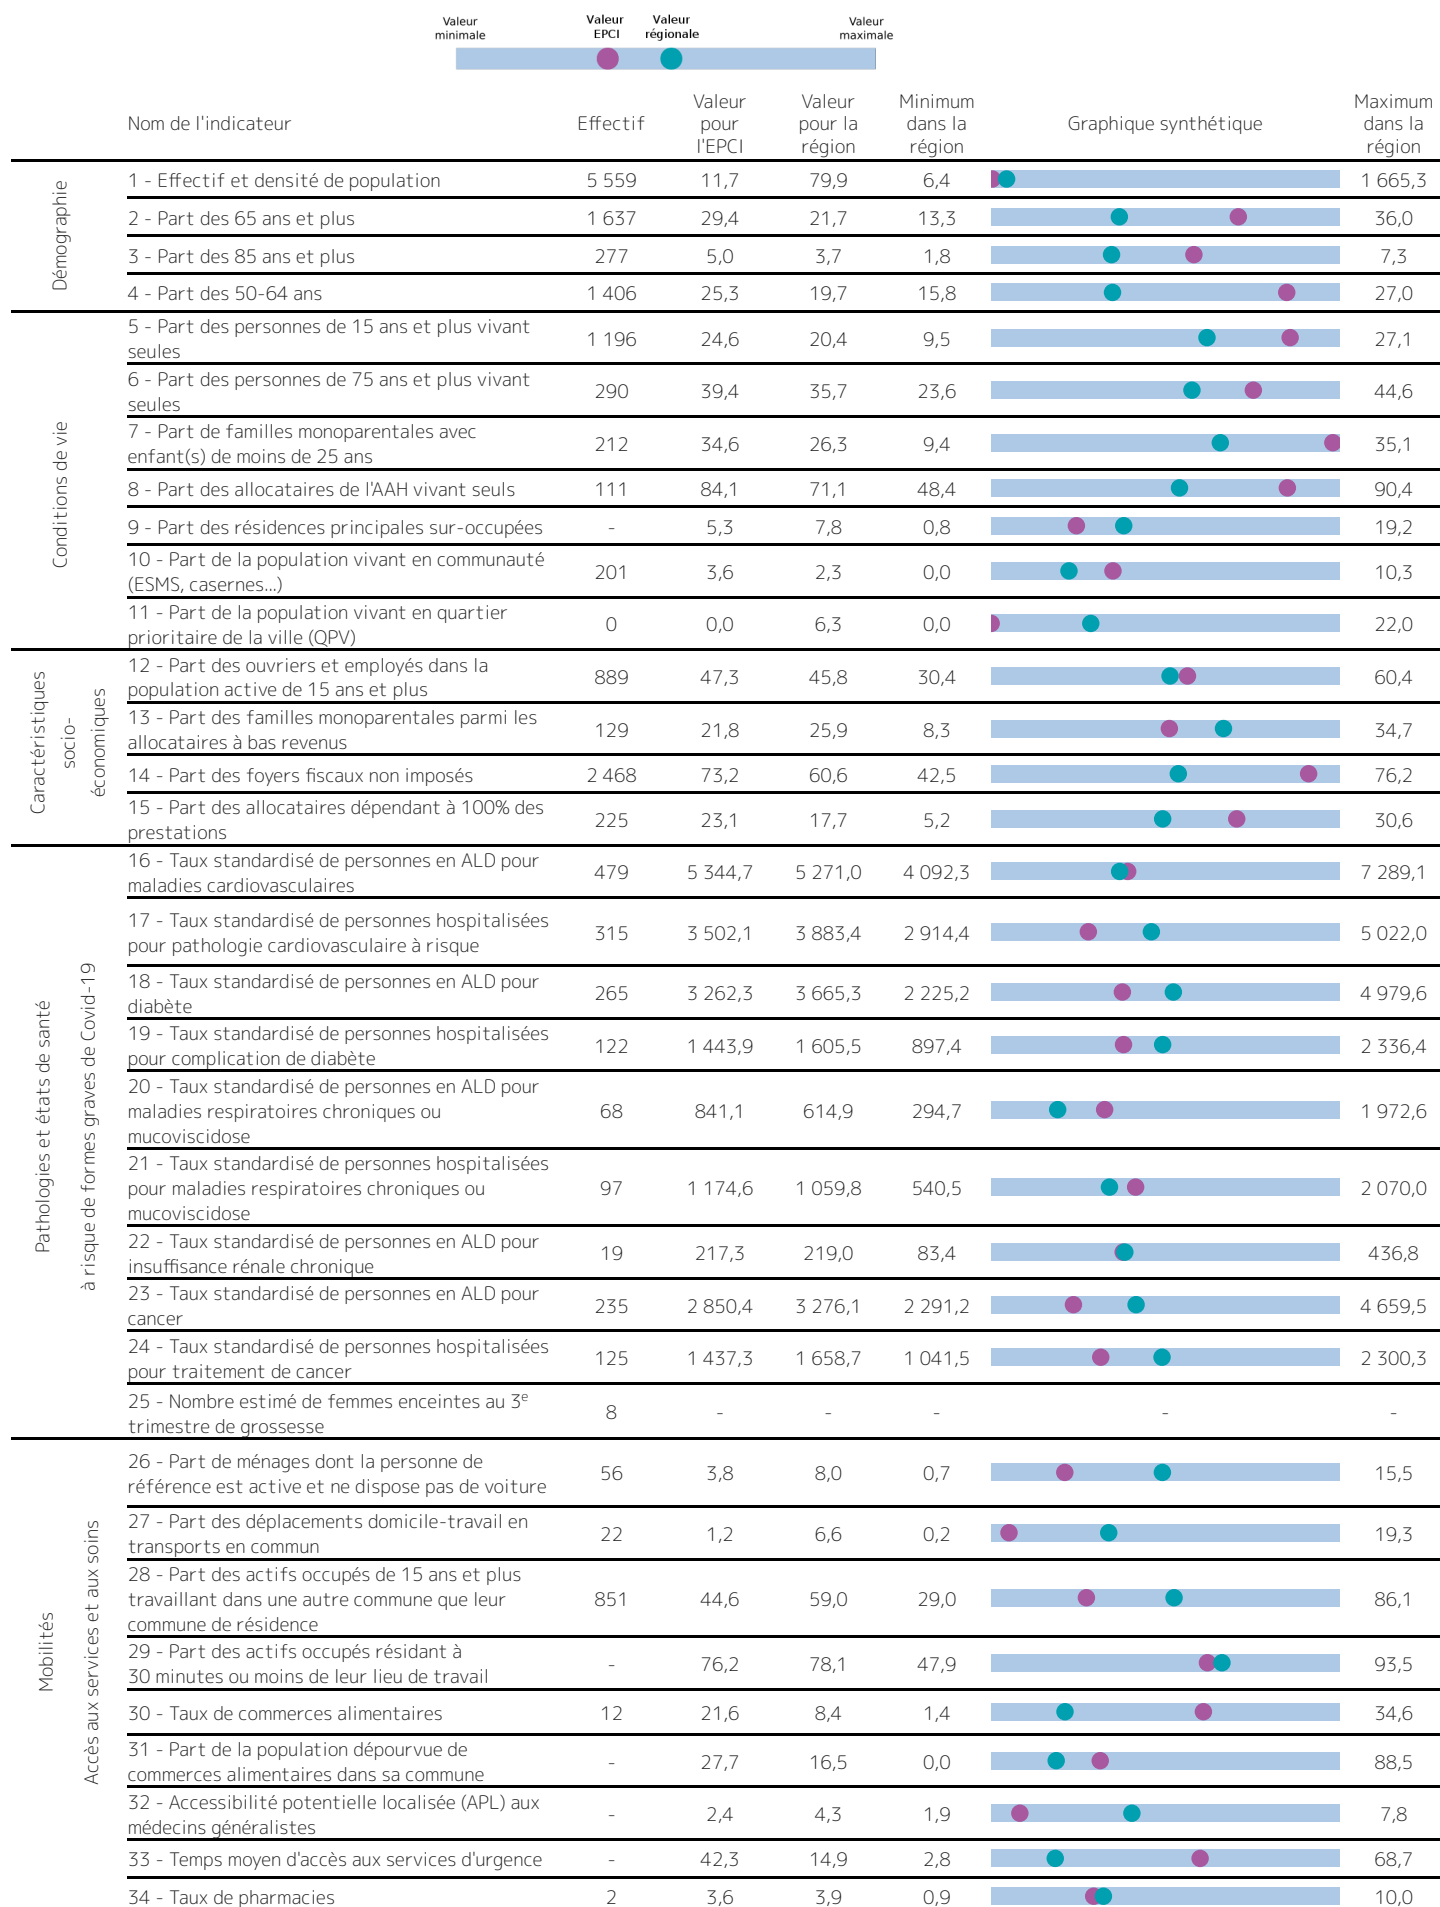 Valeur minimale
Valeur EPCI
Valeur régionale
Valeur maximale
Nom de l'indicateur
Effectif
Valeur pour l'EPCI
Valeur pour la région
Minimum dans la région
Graphique synthétique
Maximum dans la région
Démographie
1 - Effectif et densité de population 5 559 11,7 79,9 6,4 1 665,3
2 - Part des 65 ans et plus 1 637 29,4 21,7 13,3 36,0
3 - Part des 85 ans et plus 277 5,0 3,7 1,8 7,3
4 - Part des 50-64 ans 1 406 25,3 19,7 15,8 27,0
Conditions de vie
5 - Part des personnes de 15 ans et plus vivant
seules 1 196 24,6 20,4 9,5 27,1
6 - Part des personnes de 75 ans et plus vivant
seules 290 39,4 35,7 23,6 44,6
7 - Part de familles monoparentales avec
enfant(s) de moins de 25 ans 212 34,6 26,3 9,4 35,1
8 - Part des allocataires de l'AAH vivant seuls 111 84,1 71,1 48,4 90,4
9 - Part des résidences principales sur-occupées - 5,3 7,8 0,8 19,2
10 - Part de la population vivant en communauté
(ESMS, casernes...) 201 3,6 2,3 0,0 10,3
11 - Part de la population vivant en quartier
prioritaire de la ville (QPV) 0 0,0 6,3 0,0 22,0
Caractéristiques
socio-
économiques
12 - Part des ouvriers et employés dans la
population active de 15 ans et plus 889 47,3 45,8 30,4 60,4
13 - Part des familles monoparentales parmi les
allocataires à bas revenus 129 21,8 25,9 8,3 34,7
14 - Part des foyers fiscaux non imposés 2 468 73,2 60,6 42,5 76,2
15 - Part des allocataires dépendant à 100% des
prestations 225 23,1 17,7 5,2 30,6
Pathologies et états de santé
à risque de formes graves de Covid-19
16 - Taux standardisé de personnes en ALD pour
maladies cardiovasculaires 479 5 344,7 5 271,0 4 092,3 7 289,1
17 - Taux standardisé de personnes hospitalisées
pour pathologie cardiovasculaire à risque 315 3 502,1 3 883,4 2 914,4 5 022,0
18 - Taux standardisé de personnes en ALD pour
diabète 265 3 262,3 3 665,3 2 225,2 4 979,6
19 - Taux standardisé de personnes hospitalisées
pour complication de diabète 122 1 443,9 1 605,5 897,4 2 336,4
20 - Taux standardisé de personnes en ALD pour
maladies respiratoires chroniques ou
mucoviscidose 68 841,1 614,9 294,7 1 972,6
21 - Taux standardisé de personnes hospitalisées
pour maladies respiratoires chroniques ou
mucoviscidose 97 1 174,6 1 059,8 540,5 2 070,0
22 - Taux standardisé de personnes en ALD pour
insuffisance rénale chronique 19 217,3 219,0 83,4 436,8
23 - Taux standardisé de personnes en ALD pour
cancer 235 2 850,4 3 276,1 2 291,2 4 659,5
24 - Taux standardisé de personnes hospitalisées
pour traitement de cancer 125 1 437,3 1 658,7 1 041,5 2 300,3
25 - Nombre estimé de femmes enceintes au 3e
trimestre de grossesse 8 - - - - -
Mobilités
Accès aux services et aux soins
26 - Part de ménages dont la personne de
référence est active et ne dispose pas de voiture 56 3,8 8,0 0,7 15,5
27 - Part des déplacements domicile-travail en
transports en commun 22 1,2 6,6 0,2 19,3
28 - Part des actifs occupés de 15 ans et plus
travaillant dans une autre commune que leur
commune de résidence 851 44,6 59,0 29,0 86,1
29 - Part des actifs occupés résidant à
30 minutes ou moins de leur lieu de travail - 76,2 78,1 47,9 93,5
30 - Taux de commerces alimentaires 12 21,6 8,4 1,4 34,6
31 - Part de la population dépourvue de
commerces alimentaires dans sa commune - 27,7 16,5 0,0 88,5
32 - Accessibilité potentielle localisée (APL) aux
médecins généralistes - 2,4 4,3 1,9 7,8
33 - Temps moyen d'accès aux services d'urgence - 42,3 14,9 2,8 68,7
34 - Taux de pharmacies 2 3,6 3,9 0,9 10,0